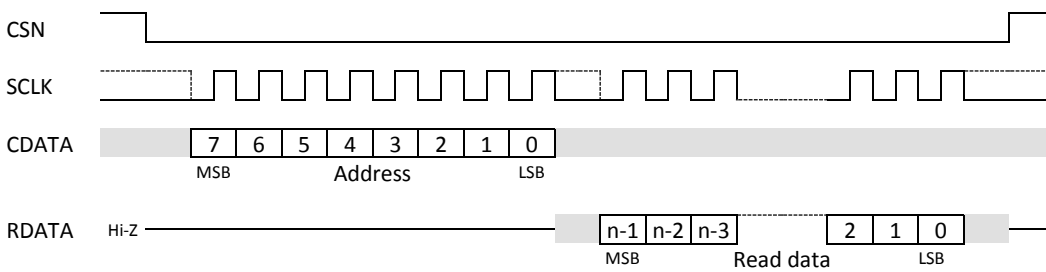 CSN
SCLK
CDATA 7 6 5 4 3 2 1 0
MSB Address LSB
RDATA Hi-Z n-1 n-2 n-3 2 1 0
MSB Read data LSB